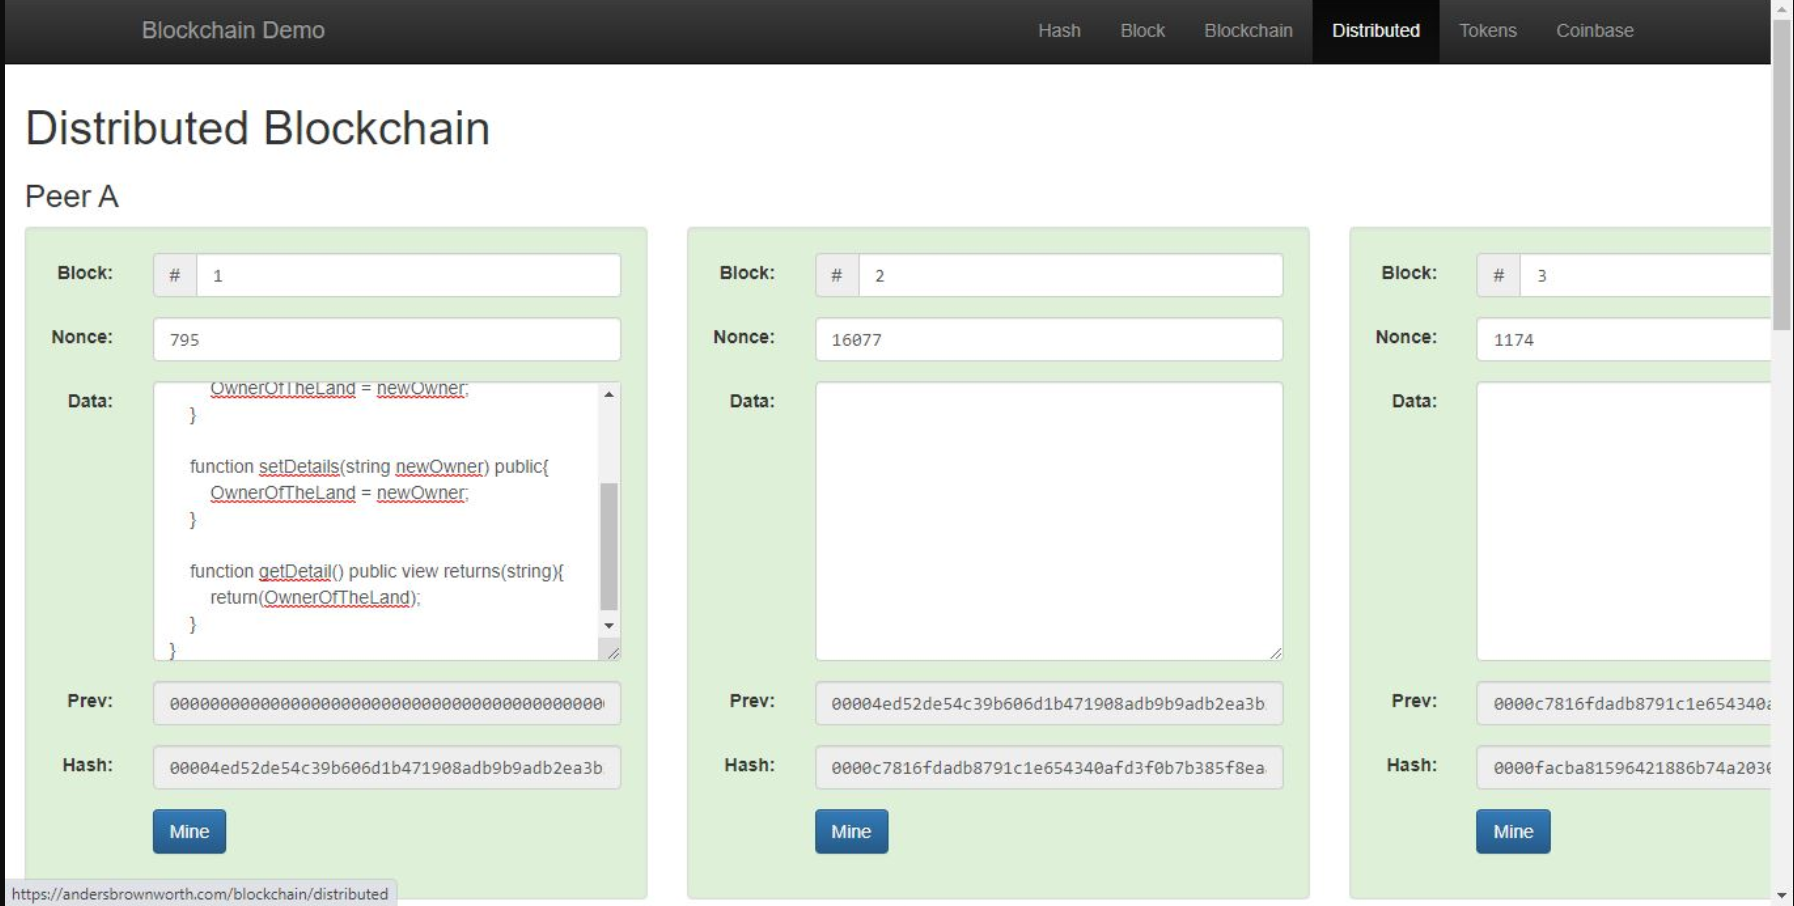 Blockchain Demo
Hash Block Blockchain Distributed Tokens Coinbase
Distributed Blockchain
Peer A
Block: # 1
Nonce: 795
Data:
OwnerOfTheLand = newOwner;
}
function setDetails(string newOwner) public{
OwnerOfTheLand = newOwner;
}
function getDetail() public view returns(string){
return(OwnerOfTheLand);
}
}
Prev: 000000000000000000000000000000000000000000000000000
Hash: 00004ed52de54c39b606d1b471908adb9b9adb2ea3b
Mine
Block: # 2
Nonce: 16077
Data:
Prev: 00004ed52de54c39b606d1b471908adb9b9adb2ea3b
Hash: 0000c7816fdadb8791c1e654340afd3f0b7b385f8ea
Mine
Block: # 3
Nonce: 1174
Data:
Prev: 0000c7816fdadb8791c1e654340a
Hash: 0000facba81596421886b74a2030
Mine
https://andersbrownworth.com/blockchain/distributed